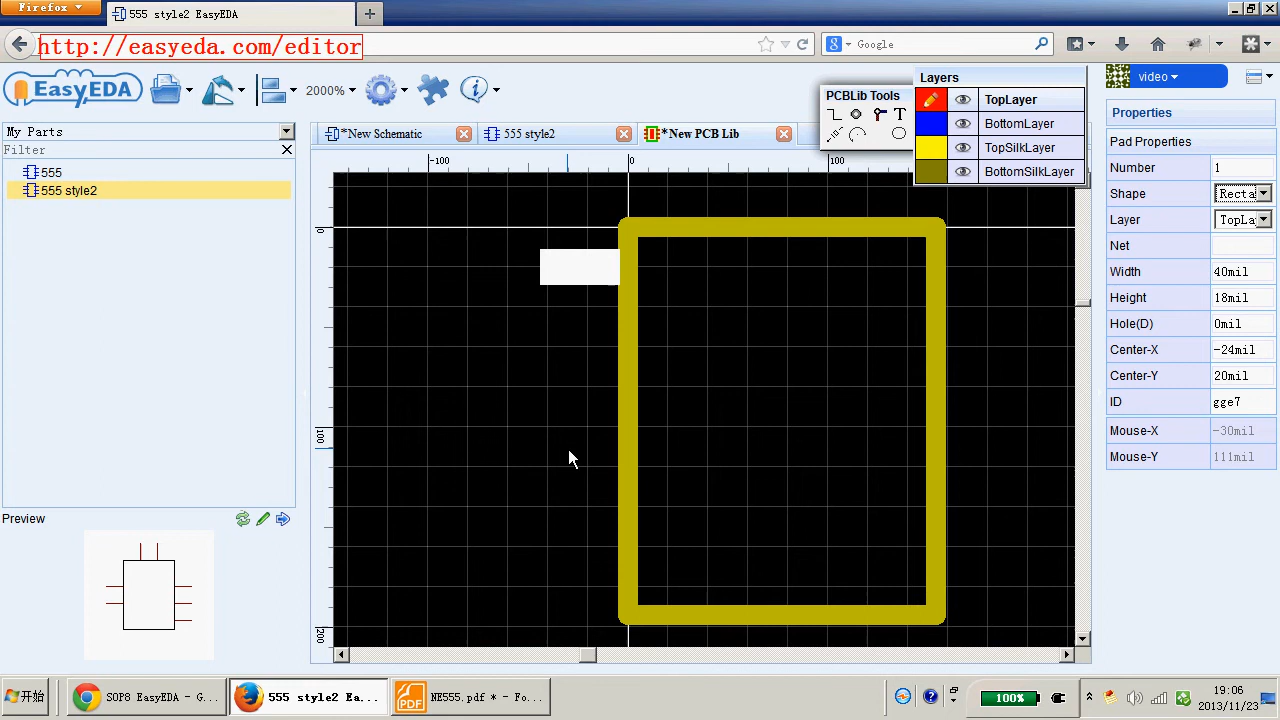 Firefox
555 style2 EasyEDA
http://easyeda.com/editor
Google
EasyEDA
2000%
PCBLib Tools
T
Layers
TopLayer
BottomLayer
TopSilkLayer
BottomSilkLayer
video
My Parts
Filter
555
555 style2
*New Schematic
555 style2
*New PCB Lib
-100
0
100
0
100
200
Preview
Properties
Pad Properties
Number 1
Shape Recta
Layer TopLa
Net
Width 40mil
Height 18mil
Hole(D) 0mil
Center-X -24mil
Center-Y 20mil
ID gge7
Mouse-X -30mil
Mouse-Y 111mil
开始
SOP8 EasyEDA - G...
555 style2 Ea...
PDF
NE555.pdf * - Fo...
100%
19:06
2013/11/23